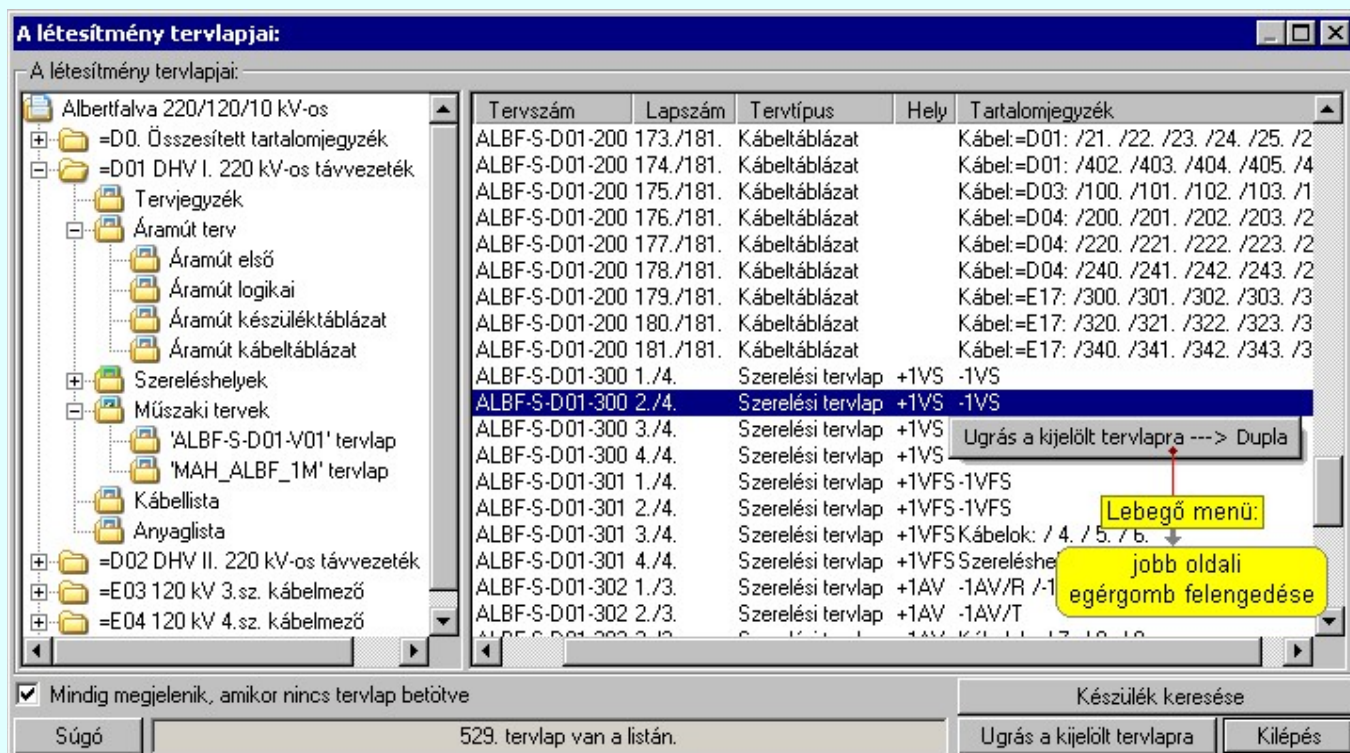 A létesítmény tervlapjai:
A létesítmény tervlapjai:
Albertfalva 220/120/10 kV-os
=D0. Összesített tartalomjegyzék
=D01 DHV I. 220 kV-os távvezeték
Tervjegyzék
Áramút terv
Áramút első
Áramút logikai
Áramút készüléktáblázat
Áramút kábeltáblázat
Szereléshelyek
Műszaki tervek
'ALBF-S-D01-V01' tervlap
'MAH_ALBF_1M' tervlap
Kábellista
Anyaglista
=D02 DHV II. 220 kV-os távvezeték
=E03 120 kV 3.sz. kábelmező
=E04 120 kV 4.sz. kábelmező
Tervszám Lapszám Tervtípus Hely Tartalomjegyzék
ALBF-S-D01-200 173./181. Kábeltáblázat Kábel:=D01: /21. /22. /23. /24. /25. /2
ALBF-S-D01-200 174./181. Kábeltáblázat Kábel:=D01: /402. /403. /404. /405. /4
ALBF-S-D01-200 175./181. Kábeltáblázat Kábel:=D03: /100. /101. /102. /103. /1
ALBF-S-D01-200 176./181. Kábeltáblázat Kábel:=D04: /200. /201. /202. /203. /2
ALBF-S-D01-200 177./181. Kábeltáblázat Kábel:=D04: /220. /221. /222. /223. /2
ALBF-S-D01-200 178./181. Kábeltáblázat Kábel:=D04: /240. /241. /242. /243. /2
ALBF-S-D01-200 179./181. Kábeltáblázat Kábel:=E17: /300. /301. /302. /303. /3
ALBF-S-D01-200 180./181. Kábeltáblázat Kábel:=E17: /320. /321. /322. /323. /3
ALBF-S-D01-200 181./181. Kábeltáblázat Kábel:=E17: /340. /341. /342. /343. /3
ALBF-S-D01-300 1./4. Szerelési tervlap +1VS -1VS
ALBF-S-D01-300 2./4. Szerelési tervlap +1VS -1VS
ALBF-S-D01-300 3./4. Szerelési tervlap +1VS
ALBF-S-D01-300 4./4. Szerelési tervlap +1VS
Ugrás a kijelölt tervlapra ---> Dupla
ALBF-S-D01-301 1./4. Szerelési tervlap +1VFS -1VFS
ALBF-S-D01-301 2./4. Szerelési tervlap +1VFS -1VFS
ALBF-S-D01-301 3./4. Szerelési tervlap +1VFS Kábelok: / 4. / 5. / 6.
ALBF-S-D01-301 4./4. Szerelési tervlap +1VFS Szereléshe
ALBF-S-D01-302 1./3. Szerelési tervlap +1AV -1AV/R /-1
ALBF-S-D01-302 2./3. Szerelési tervlap +1AV -1AV/T
Lebegő menü:
jobb oldali
egérgomb felengedése
Mindig megjelenik, amikor nincs tervlap betötve
Készülék keresése
Súgó
529. tervlap van a listán.
Ugrás a kijelölt tervlapra
Kilépés